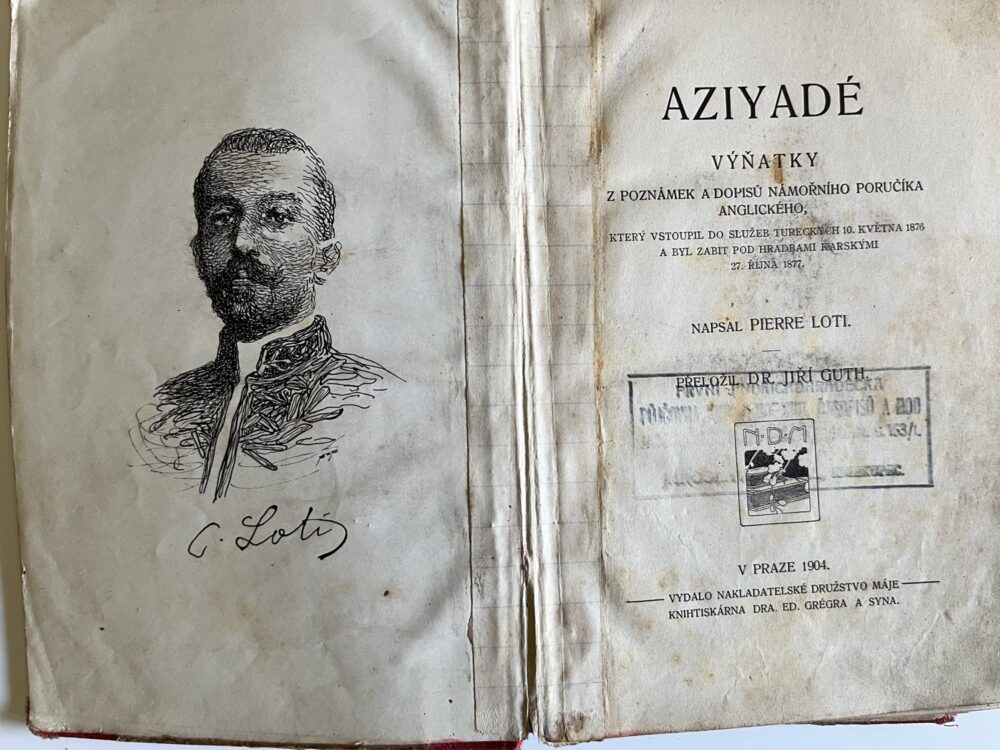 P. Loti
AZIYADÉ
VÝŇATKY
Z POZNÁMEK A DOPISŮ NÁMOŘNÍHO PORUČÍKA
ANGLICKÉHO,
KTERÝ VSTOUPIL DO SLUŽEB TURECKÝCH 10. KVĚTNA 1876
A BYL ZABIT POD HRADBAMI KARSKÝMI
27. ŘÍJNA 1877.
NAPSAL PIERRE LOTI.
PŘELOŽIL DR. JIŘÍ GUTH.
PRVNÍ
A
N·D·M
V PRAZE 1904.
VYDALO NAKLADATELSKÉ DRUŽSTVO MÁJE
KNIHTISKÁRNA DRA. ED. GRÉGRA A SYNA.